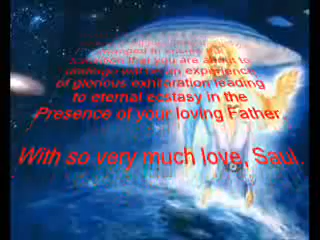 that you are about to
undergo will be an experience
of glorious exhilaration leading
to eternal ecstasy in the
Presence of your loving Father.
With so very much love, Saul.